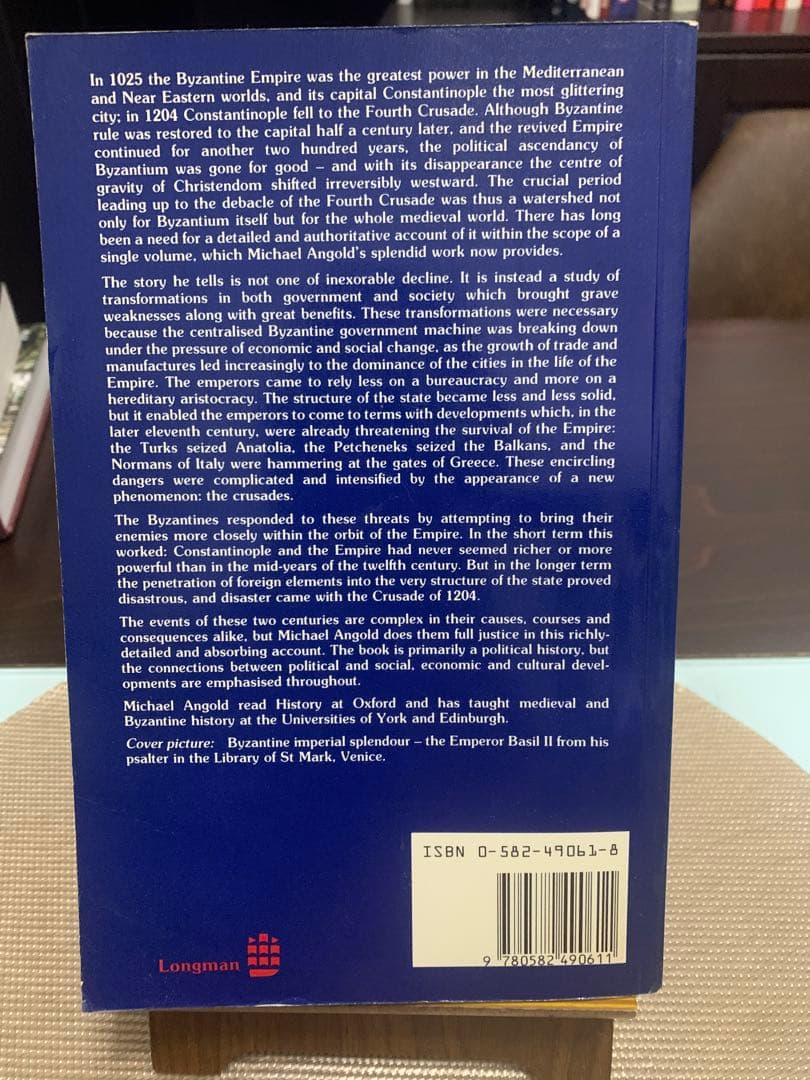 In 1025 the Byzantine Empire was the greatest power in the Mediterranean
and Near Eastern worlds, and its capital Constantinople the most glittering
city; in 1204 Constantinople fell to the Fourth Crusade. Although Byzantine
rule was restored to the capital half a century later, and the revived Empire
continued for another two hundred years, the political ascendancy of
Byzantium was gone for good – and with its disappearance the centre of
gravity of Christendom shifted irreversibly westward. The crucial period
leading up to the debacle of the Fourth Crusade was thus a watershed not
only for Byzantium itself but for the whole medieval world. There has long
been a need for a detailed and authoritative account of it within the scope of a
single volume, which Michael Angold's splendid work now provides.
The story he tells is not one of inexorable decline. It is instead a study of
transformations in both government and society which brought grave
weaknesses along with great benefits. These transformations were necessary
because the centralised Byzantine government machine was breaking down
under the pressure of economic and social change, as the growth of trade and
manufactures led increasingly to the dominance of the cities in the life of the
Empire. The emperors came to rely less on a bureaucracy and more on a
hereditary aristocracy. The structure of the state became less and less solid,
but it enabled the emperors to come to terms with developments which, in the
later eleventh century, were already threatening the survival of the Empire:
the Turks seized Anatolia, the Petcheneks seized the Balkans, and the
Normans of Italy were hammering at the gates of Greece. These encircling
dangers were complicated and intensified by the appearance of a new
phenomenon: the crusades.
The Byzantines responded to these threats by attempting to bring their
enemies more closely within the orbit of the Empire. In the short term this
worked: Constantinople and the Empire had never seemed richer or more
powerful than in the mid-years of the twelfth century. But in the longer term
the penetration of foreign elements into the very structure of the state proved
disastrous, and disaster came with the Crusade of 1204.
The events of these two centuries are complex in their causes, courses and
consequences alike, but Michael Angold does them full justice in this richly-
detailed and absorbing account. The book is primarily a political history, but
the connections between political and social, economic and cultural devel-
opments are emphasised throughout.
Michael Angold read History at Oxford and has taught medieval and
Byzantine history at the Universities of York and Edinburgh.
Cover picture: Byzantine imperial splendour – the Emperor Basil II from his
psalter in the Library of St Mark, Venice.
ISBN 0-582-49061-8
9 780582 490611
Longman